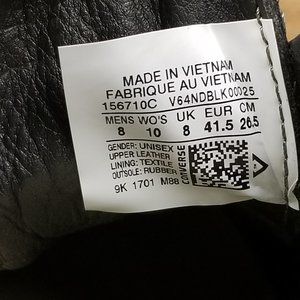 MADE IN VIETNAM
FABRIQUE AU VIETNAM
156710C V64NDBLK00025
MENS WO'S UK EUR CM
8 10 8 41.5 26.5
GENDER: UNISEX
UPPER LEATHER
LINING: TEXTILE
OUTSOLE: RUBBER
9K 1701 M88
CONVERSE